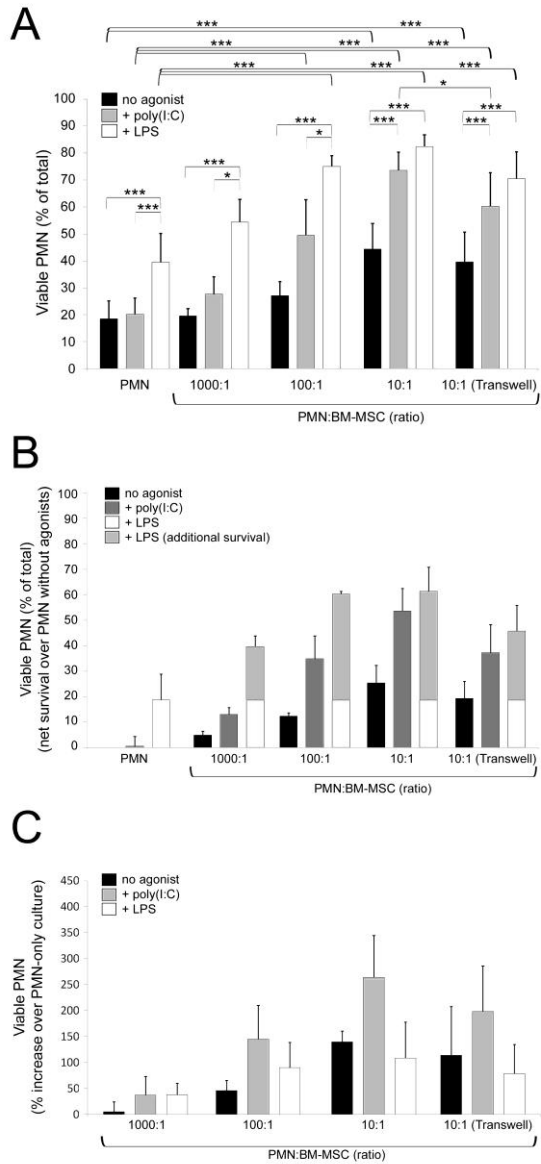 A
***
***
***
***
***
***
***
***
*
no agonist
+ poly(I:C)
+ LPS
***
***
***
*
***
***
***
*
***
***
***
***
Viable PMN (% of total)
100
90
80
70
60
50
40
30
20
10
0
PMN
1000:1
100:1
10:1
10:1 (Transwell)
PMN:BM-MSC (ratio)
B
no agonist
+ poly(I:C)
+ LPS
+ LPS (additional survival)
Viable PMN (% of total)
(net survival over PMN without agonists)
100
90
80
70
60
50
40
30
20
10
0
PMN
1000:1
100:1
10:1
10:1 (Transwell)
PMN:BM-MSC (ratio)
C
no agonist
+ poly(I:C)
+ LPS
Viable PMN
(% increase over PMN-only culture)
450
400
350
300
250
200
150
100
50
0
1000:1
100:1
10:1
10:1 (Transwell)
PMN:BM-MSC (ratio)